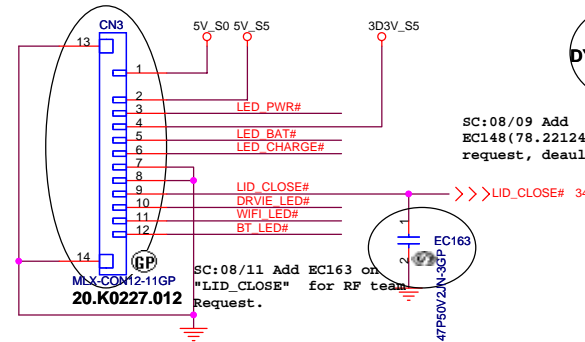 CN3
5V_S0 5V_S5
3D3V_S5
13
1
2
3
LED_PWR#
4
5
LED_BAT#
6
LED_CHARGE#
7
8
9
LID_CLOSE#
10
DRVIE_LED#
11
WIFI_LED#
12
BT_LED#
14
GP
MLX-CON12-11GP
20.K0227.012
SC:08/11 Add EC163 on
"LID_CLOSE" for RF team
Request.
1
EC163
2
47P50V2JN-3GP
LID_CLOSE# 34
SC:08/09 Add
EC148(78.22124
request, deaul
D